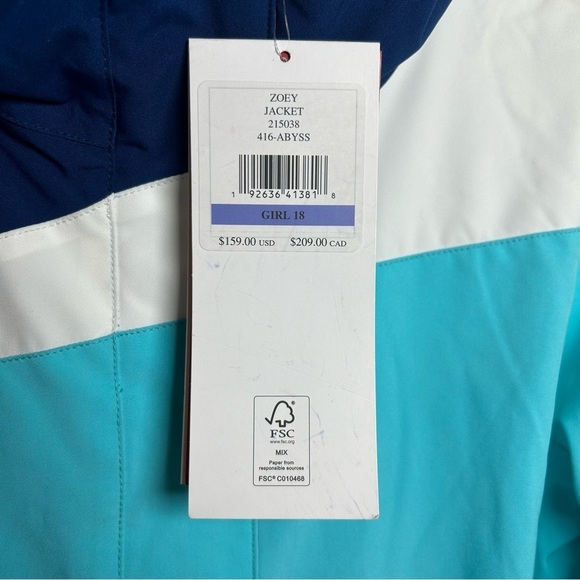 ZOEY
JACKET
215038
416-ABYSS
1 92636 41381 8
GIRL 18
$159.00 USD $209.00 CAD
FSC
www.fsc.org
MIX
Paper from
responsible sources
FSC® C010468